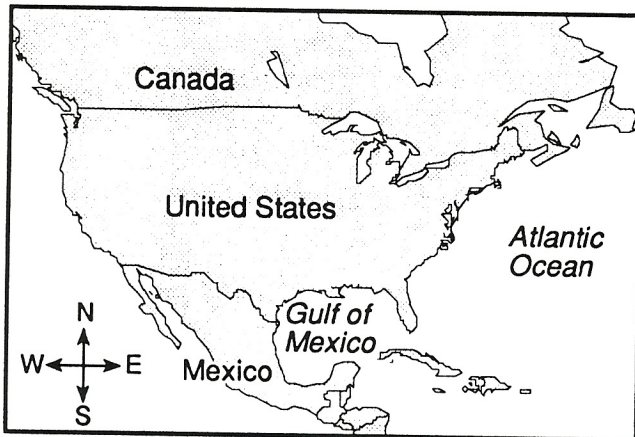 Canada
United States
Atlantic
Ocean
Gulf of
Mexico
N
W E
S
Mexico